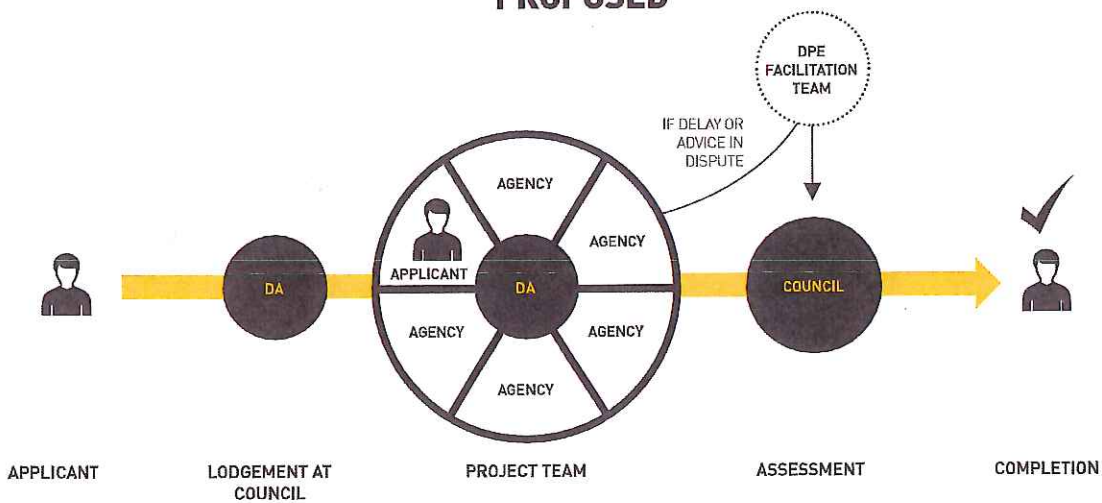 PROPOSED
DPE
FACILITATION
TEAM
IF DELAY OR
ADVICE IN
DISPUTE
AGENCY
AGENCY
APPLICANT
DA
DA
COUNCIL
AGENCY
AGENCY
AGENCY
APPLICANT
LODGEMENT AT
COUNCIL
PROJECT TEAM
ASSESSMENT
COMPLETION